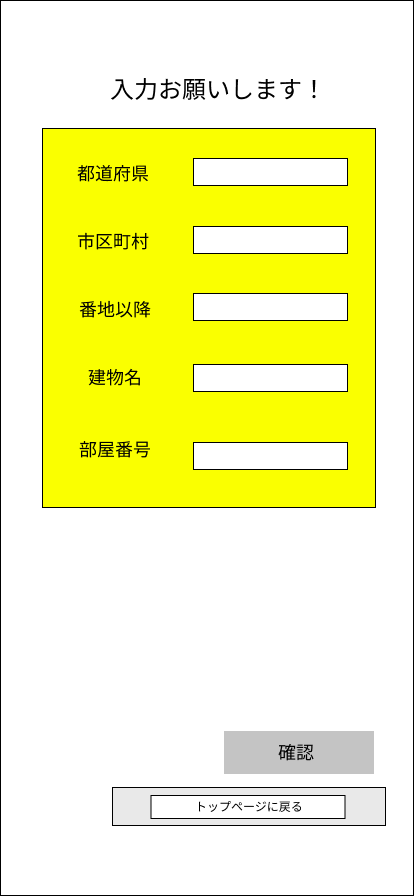 入力お願いします！
都道府県
市区町村
番地以降
建物名
部屋番号
確認
トップページに戻る